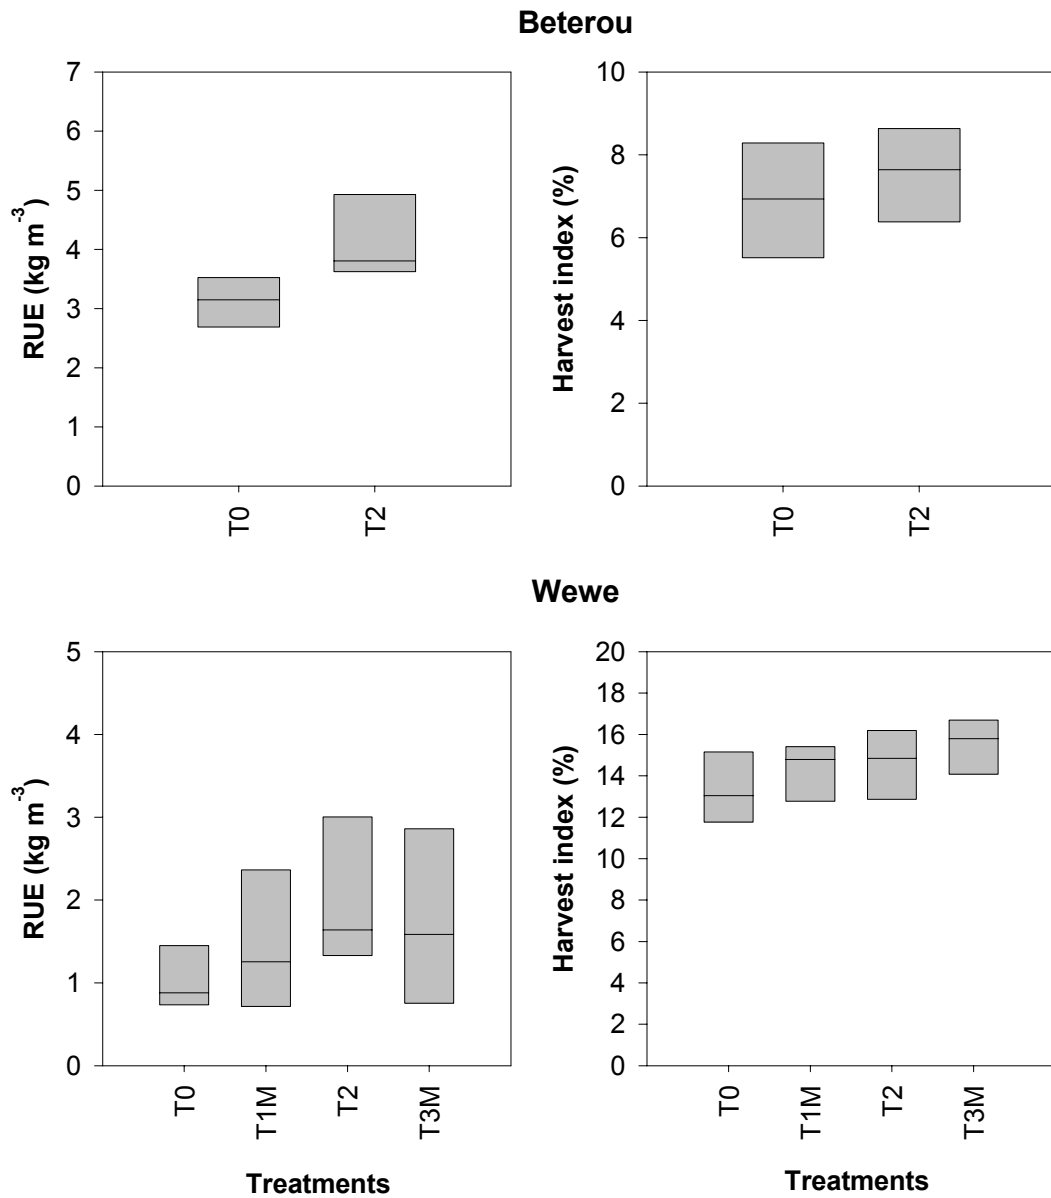 Beterou
RUE (kg m⁻³)
7
6
5
4
3
2
1
0
T0
T2
Harvest index (%)
10
8
6
4
2
0
T0
T2
Wewe
RUE (kg m⁻³)
5
4
3
2
1
0
T0
T1M
T2
T3M
Treatments
Harvest index (%)
20
18
16
14
12
10
8
6
4
2
0
T0
T1M
T2
T3M
Treatments